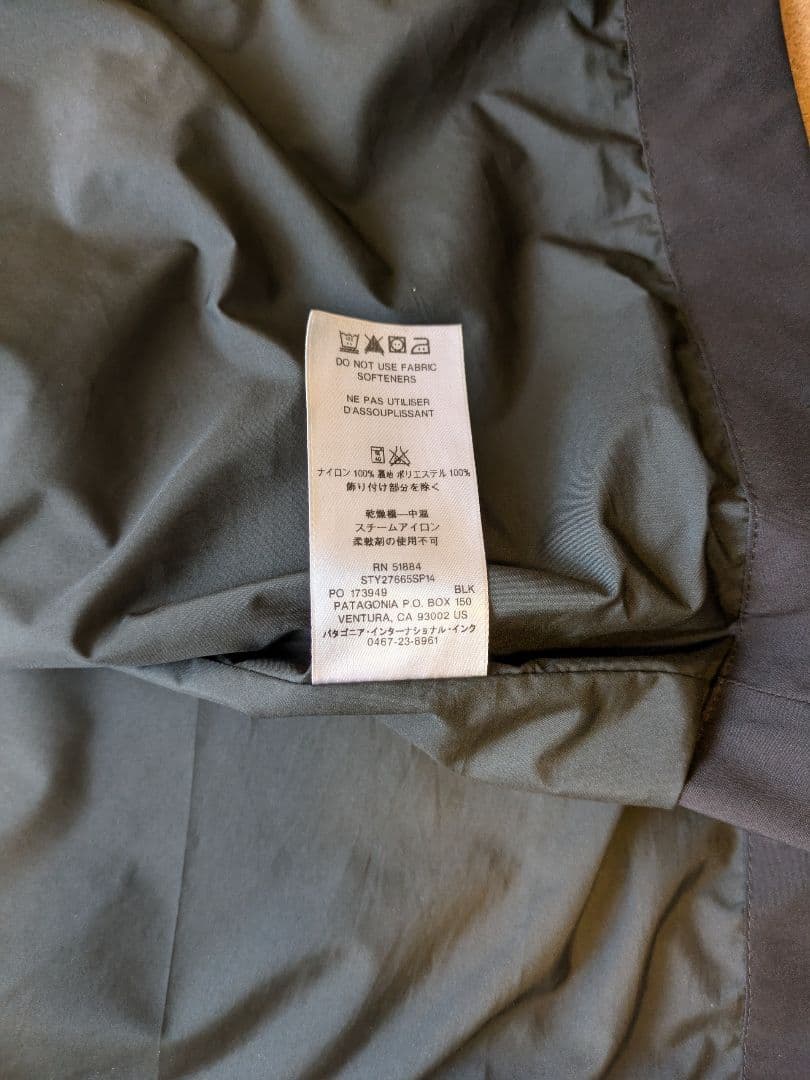 DO NOT USE FABRIC
SOFTENERS
NE PAS UTILISER
D'ASSOUPLISSANT
ナイロン 100% 裏地 ポリエステル 100%
飾り付け部分を除く
乾燥機—中温
スチームアイロン
柔軟剤の使用不可
RN 51884
STY27665SP14
PO 173949 BLK
PATAGONIA P.O. BOX 150
VENTURA, CA 93002 US
パタゴニア・インターナショナル・インク
0467-23-8961